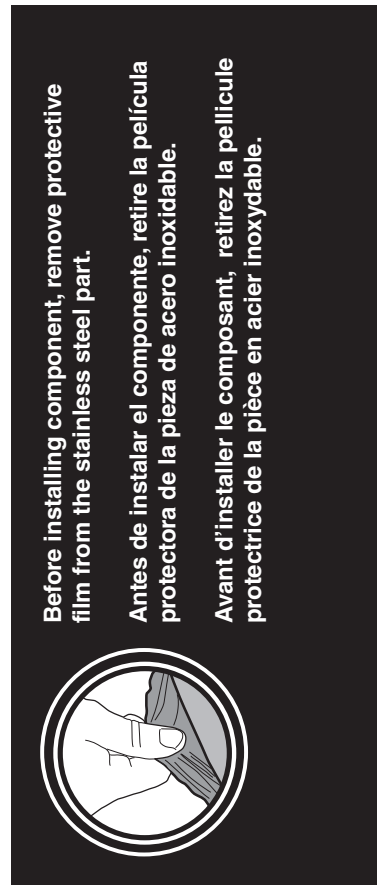 Before installing component, remove protective
film from the stainless steel part.
Antes de instalar el componente, retire la película
protectora de la pieza de acero inoxidable.
Avant d'installer le composant,  retirez la pellicule
protectrice de la pièce en acier inoxydable.